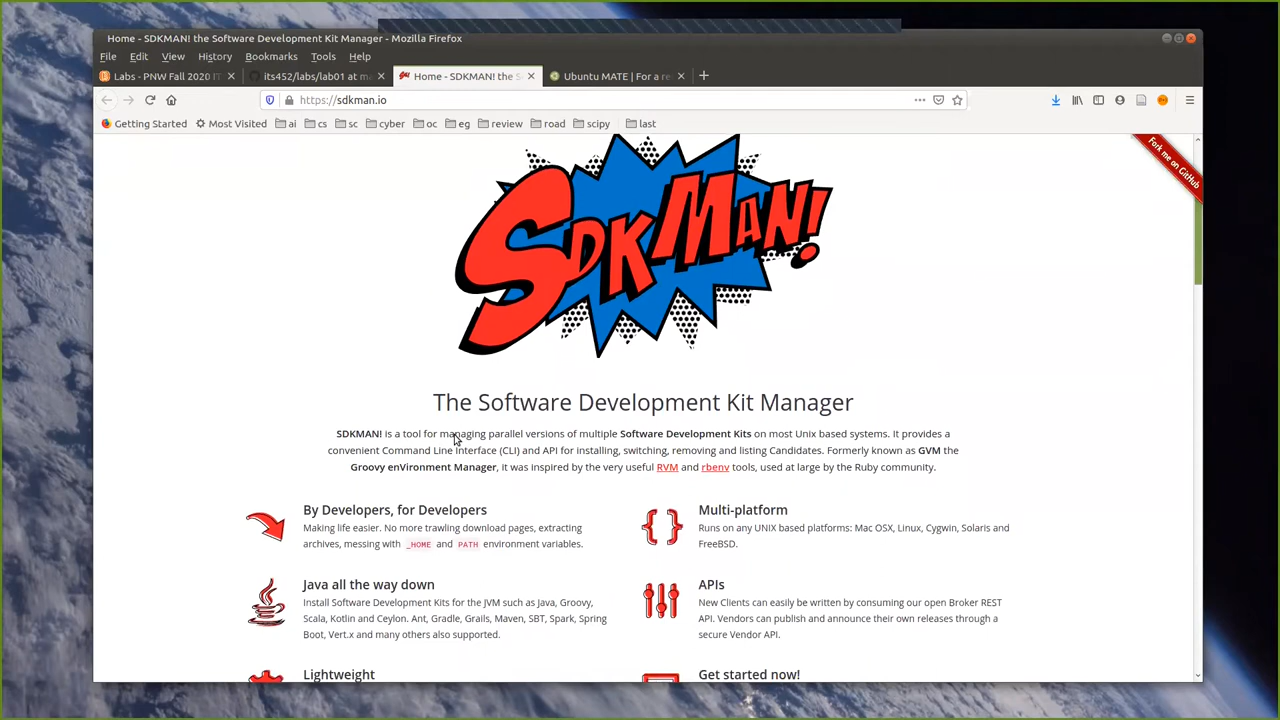 Home - SDKMAN! the Software Development Kit Manager - Mozilla Firefox
File Edit View History Bookmarks Tools Help
Labs - PNW Fall 2020 IT
its452/labs/lab01 at ma
Home - SDKMAN! the S
Ubuntu MATE | For a re
https://sdkman.io
Getting Started Most Visited ai cs sc cyber oc eg review road scipy last
Fork me on GitHub
SDKMAN!
The Software Development Kit Manager
SDKMAN! is a tool for managing parallel versions of multiple Software Development Kits on most Unix based systems. It provides a
convenient Command Line Interface (CLI) and API for installing, switching, removing and listing Candidates. Formerly known as GVM the
Groovy enVironment Manager, it was inspired by the very useful RVM and rbenv tools, used at large by the Ruby community.
By Developers, for Developers
Making life easier. No more trawling download pages, extracting
archives, messing with _HOME and PATH environment variables.
Multi-platform
Runs on any UNIX based platforms: Mac OSX, Linux, Cygwin, Solaris and
FreeBSD.
Java all the way down
Install Software Development Kits for the JVM such as Java, Groovy,
Scala, Kotlin and Ceylon. Ant, Gradle, Grails, Maven, SBT, Spark, Spring
Boot, Vert.x and many others also supported.
APIs
New Clients can easily be written by consuming our open Broker REST
API. Vendors can publish and announce their own releases through a
secure Vendor API.
Lightweight
Get started now!